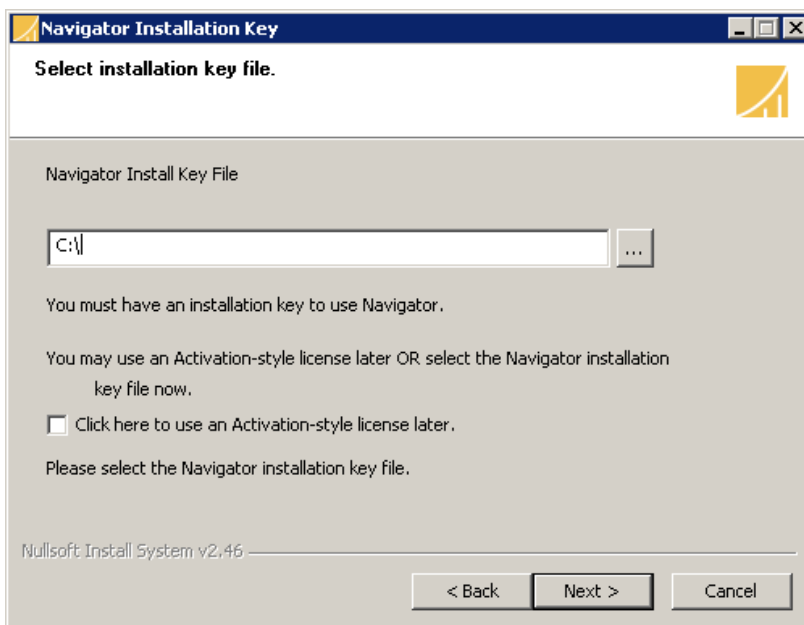 Navigator Installation Key
Select installation key file.
Navigator Install Key File
C:\
...
You must have an installation key to use Navigator.
You may use an Activation-style license later OR select the Navigator installation
key file now.
Click here to use an Activation-style license later.
Please select the Navigator installation key file.
Nullsoft Install System v2.46
< Back
Next >
Cancel